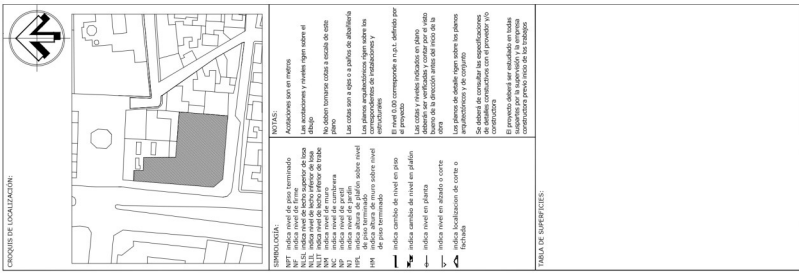 CROQUIS DE LOCALIZACIÓN:
N
SIMBOLOGÍA:
NPT indica nivel de piso terminado
NF indica nivel de firme
NLSL indica nivel de lecho superior de losa
NLIL indica nivel de lecho inferior de losa
NLIT indica nivel de lecho inferior de trabe
NM indica nivel de muro
NC indica nivel de cumbrera
NP indica nivel de pretil
NJ indica nivel de jardín
HPL indica altura de plafón sobre nivel
de piso terminado
HM indica altura de muro sobre nivel
de piso terminado
indica cambio de nivel en piso
indica cambio de nivel en plafón
indica nivel en planta
indica nivel en alzado o corte
indica localizacion de corte o
fachada
NOTAS:
Acotaciones son en metros
Las acotaciones y niveles rigen sobre el
dibujo
No deben tomarse cotas a escala de este
plano
Las cotas son a ejes o a paños de albañilería
Los planos arquitectónicos rigen sobre los
correspondientes de instalaciones y
estructurales
El nivel 0.00 corresponde a n.p.t. definido por
el proyecto
Las cotas y niveles indicados en plano
deberán ser verificadas y contar por el visto
bueno de la dirección antes del inicio de la
obra
Los planos de detalle rigen sobre los planos
arquitectónicos y de conjunto
Se deberá de consultar las especificaciones
de detalles constructivos con el proveedor y/o
constructora
El proyecto deberá ser estudiado en todas
suspartes por la supervisión y la empresa
constructora previo inicio de los trabajos
TABLA DE SUPERFICIES: